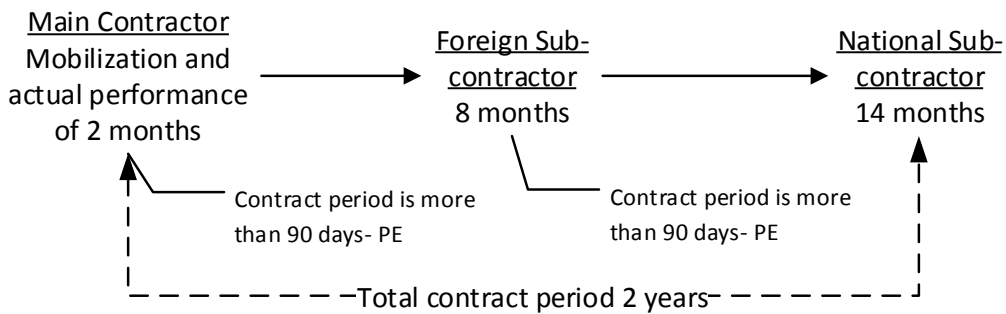 Main Contractor
Mobilization and
actual performance
of 2 months
Foreign Sub-
contractor
8 months
National Sub-
contractor
14 months
Contract period is more
than 90 days- PE
Contract period is more
than 90 days- PE
Total contract period 2 years